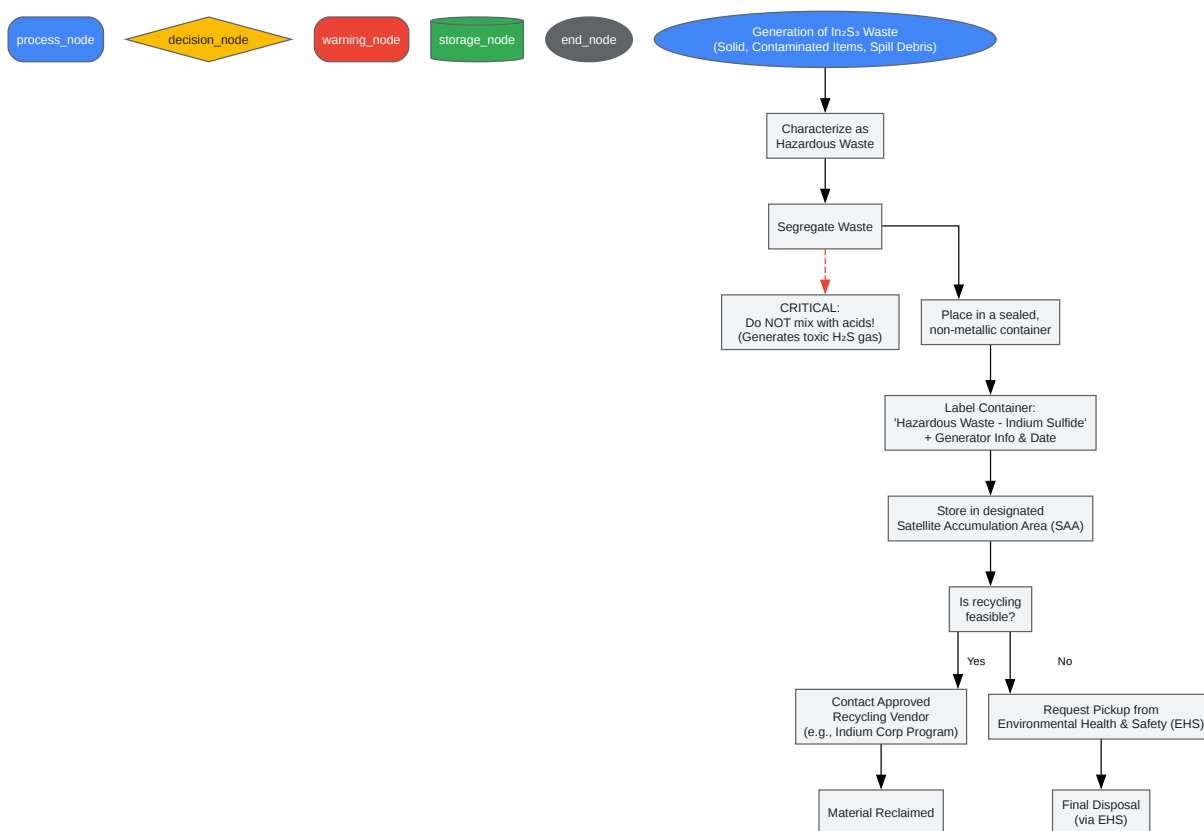 process_node
decision_node
warning_node
storage_node
end_node
Generation of In₂S₃ Waste
(Solid, Contaminated Items, Spill Debris)
Characterize as
Hazardous Waste
Segregate Waste
CRITICAL:
Do NOT mix with acids!
(Generates toxic H₂S gas)
Place in a sealed,
non-metallic container
Label Container:
'Hazardous Waste - Indium Sulfide'
+ Generator Info & Date
Store in designated
Satellite Accumulation Area (SAA)
Is recycling
feasible?
Yes
No
Contact Approved
Recycling Vendor
(e.g., Indium Corp Program)
Request Pickup from
Environmental Health & Safety (EHS)
Material Reclaimed
Final Disposal
(via EHS)